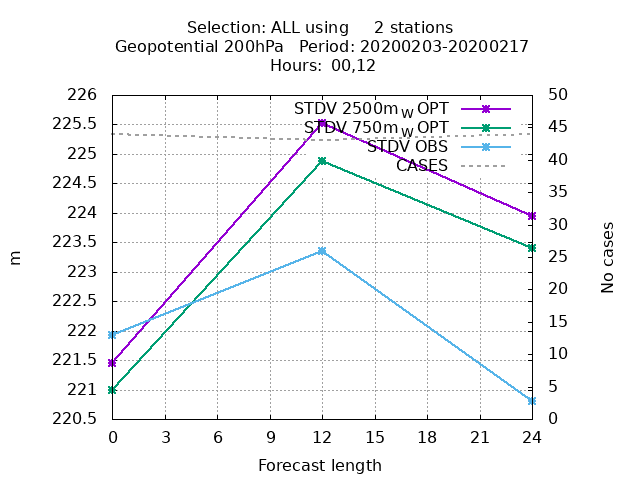 Selection: ALL using 2 stations
Geopotential 200hPa Period: 20200203-20200217
Hours: 00,12
226
225.5
225
224.5
224
223.5
223
222.5
222
221.5
221
220.5
m
50
45
40
35
30
25
20
15
10
5
0
No cases
STDV 2500m w OPT
STDV 750m w OPT
STDV OBS
CASES
0 3 6 9 12 15 18 21 24
Forecast length